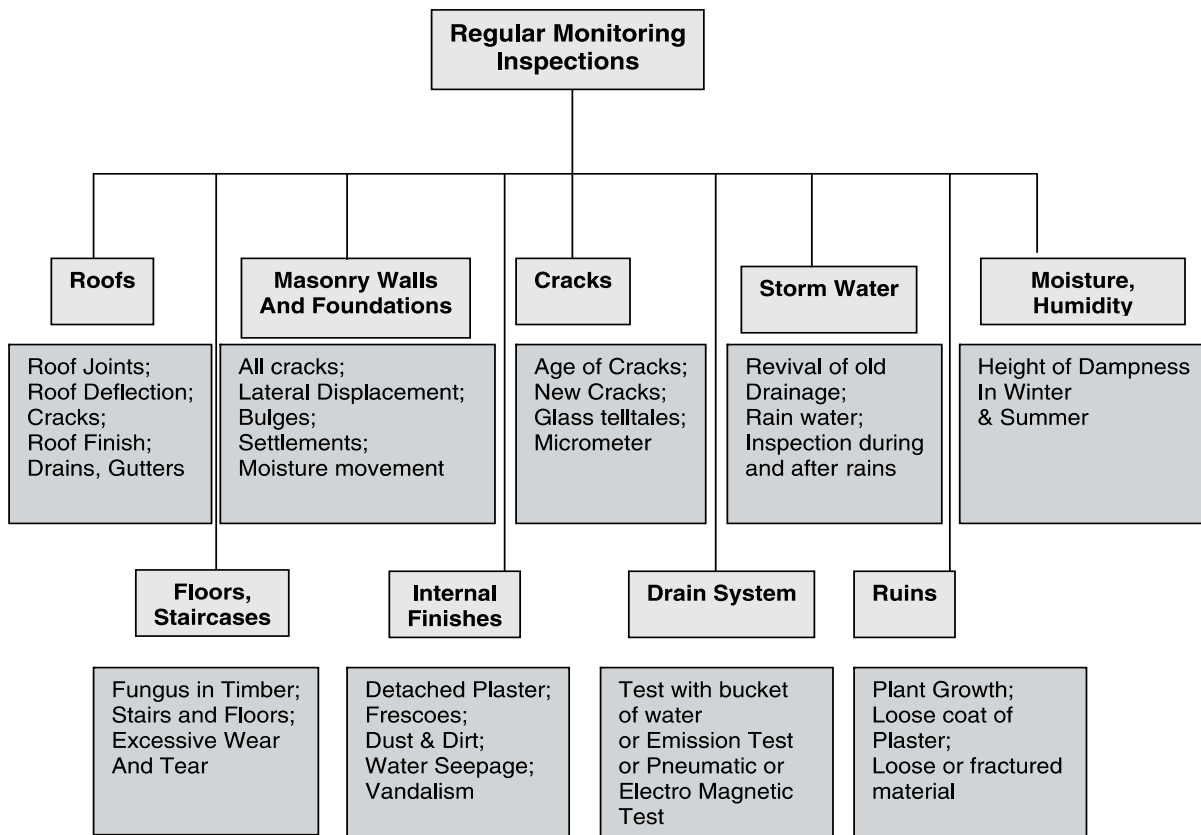 Regular Monitoring
Inspections
Roofs
Masonry Walls
And Foundations
Cracks
Storm Water
Moisture,
Humidity
Roof Joints;
Roof Deflection;
Cracks;
Roof Finish;
Drains, Gutters
All cracks;
Lateral Displacement;
Bulges;
Settlements;
Moisture movement
Age of Cracks;
New Cracks;
Glass telltales;
Micrometer
Revival of old
Drainage;
Rain water;
Inspection during
and after rains
Height of Dampness
In Winter
& Summer
Floors,
Staircases
Internal
Finishes
Drain System
Ruins
Fungus in Timber;
Stairs and Floors;
Excessive Wear
And Tear
Detached Plaster;
Frescoes;
Dust & Dirt;
Water Seepage;
Vandalism
Test with bucket
of water
or Emission Test
or Pneumatic or
Electro Magnetic
Test
Plant Growth;
Loose coat of
Plaster;
Loose or fractured
material